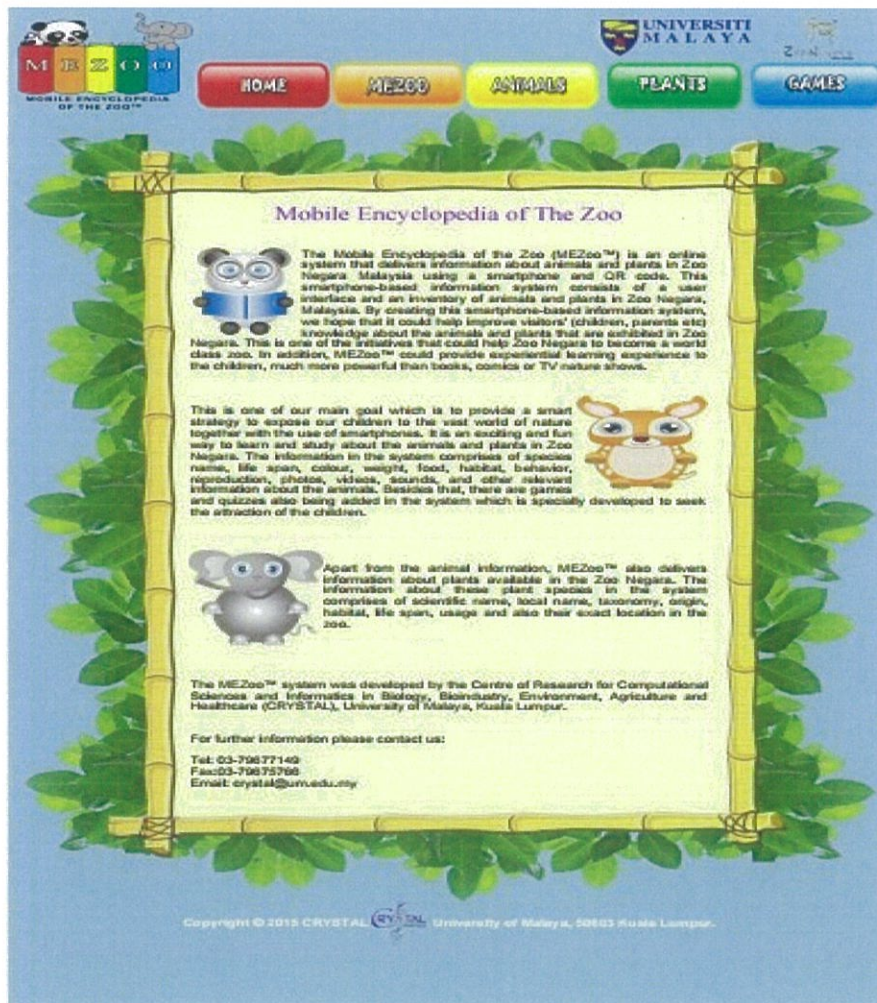 UNIVERSITI
MALAYA
MEZOO
MOBILE ENCYCLOPEDIA
OF THE ZOO™
HOME
MEZOO
ANIMALS
PLANTS
GAMES
Mobile Encyclopedia of The Zoo
The Mobile Encyclopedia of the Zoo (MEZoo™) is an online
system that delivers information about animals and plants in Zoo
Negara Malaysia using a smartphone and QR code. This
smartphone-based information system consists of a user
interface and an inventory of animals and plants in Zoo Negara,
Malaysia. By creating this smartphone-based information system,
we hope that it could help improve visitors' (children, parents etc)
knowledge about the animals and plants that are exhibited in Zoo
Negara. This is one of the initiatives that could help Zoo Negara to become a world
class zoo. In addition, MEZoo™ could provide experiential learning experience to
the children, much more powerful than books, comics or TV nature shows.
This is one of our main goal which is to provide a smart
strategy to expose our children to the vast world of nature
together with the use of smartphones. It is an exciting and fun
way to learn and study about the animals and plants in Zoo
Negara. The information in the system comprises of species
name, life span, colour, weight, food, habitat, behavior,
reproduction, photos, videos, sounds, and other relevant
information about the animals. Besides that, there are games
and quizzes also being added in the system which is specially developed to seek
the attraction of the children.
Apart from the animal information, MEZoo™ also delivers
information about plants available in the Zoo Negara. The
information about these plant species in the system
comprises of scientific name, local name, taxonomy, origin,
habitat, life span, usage and also their exact location in the
zoo.
The MEZoo™ system was developed by the Centre of Research for Computational
Sciences and Informatics in Biology, Bioindustry, Environment, Agriculture and
Healthcare (CRYSTAL), University of Malaya, Kuala Lumpur.
For further information please contact us:
Tel: 03-79677149
Fax:03-79675766
Email: crystal@um.edu.my
Copyright © 2015 CRYSTAL CRYSTAL University of Malaya, 50603 Kuala Lumpur.